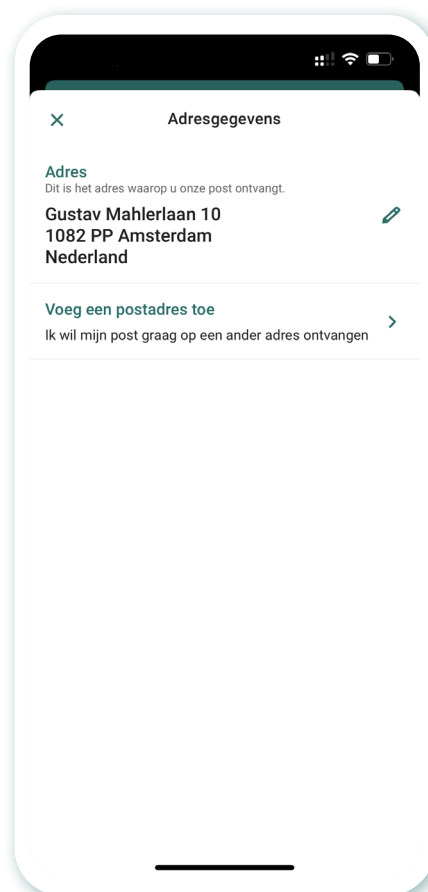 Adresgegevens
Adres
Dit is het adres waarop u onze post ontvangt.
Gustav Mahlerlaan 10
1082 PP Amsterdam
Nederland
Voeg een postadres toe
Ik wil mijn post graag op een ander adres ontvangen